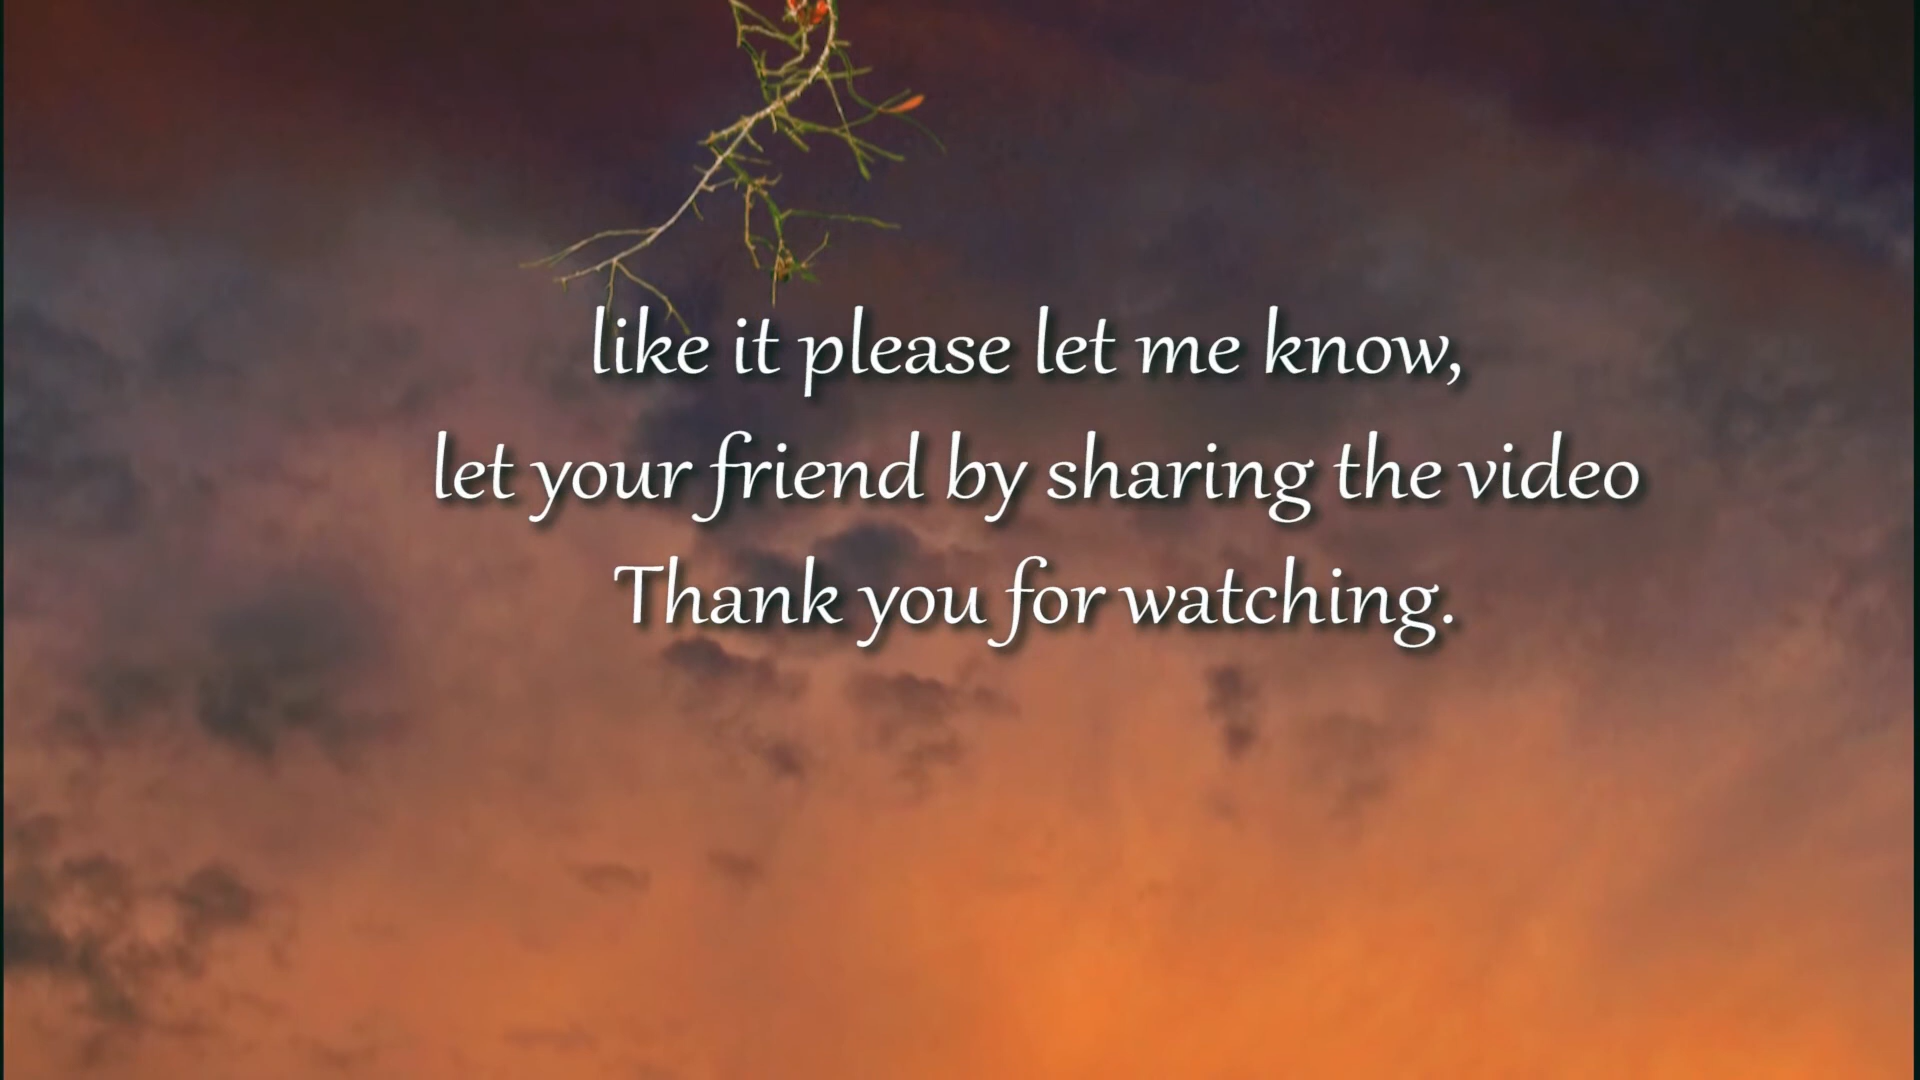 like it please let me know,
let your friend by sharing the video
Thank you for watching.